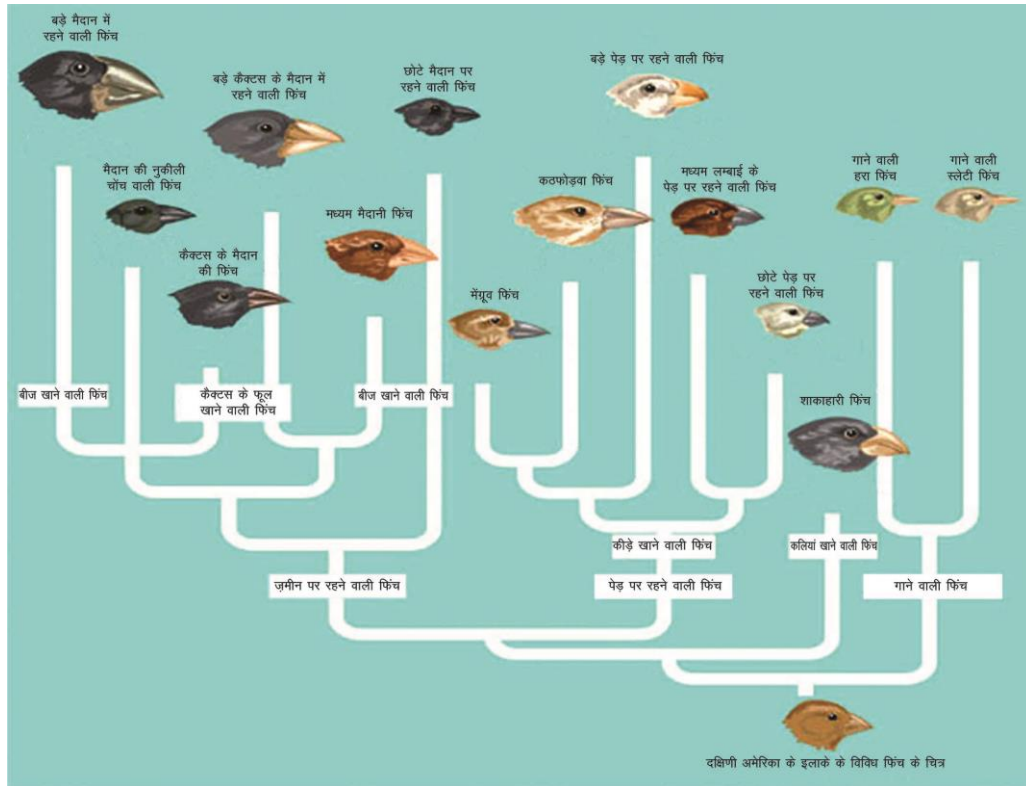 बड़े मैदान में
रहने वाली फिंच
बड़े कैक्टस के मैदान में
रहने वाली फिंच
छोटे मैदान पर
रहने वाली फिंच
बड़े पेड़ पर रहने वाली फिंच
मैदान की नुकीली
चोंच वाली फिंच
मध्यम मैदानी फिंच
कठफोड़वा फिंच
मध्यम लम्बाई के
पेड़ पर रहने वाली फिंच
गाने वाली
हरा फिंच
गाने वाली
स्लेटी फिंच
कैक्टस के मैदान
की फिंच
मेंग्रूव फिंच
छोटे पेड़ पर
रहने वाली फिंच
बीज खाने वाली फिंच
कैक्टस के फूल
खाने वाली फिंच
बीज खाने वाली फिंच
शाकाहारी फिंच
कीड़े खाने वाली फिंच
कलियां खाने वाली फिंच
ज़मीन पर रहने वाली फिंच
पेड़ पर रहने वाली फिंच
गाने वाली फिंच
दक्षिणी अमेरिका के इलाके के विविध फिंच के चित्र